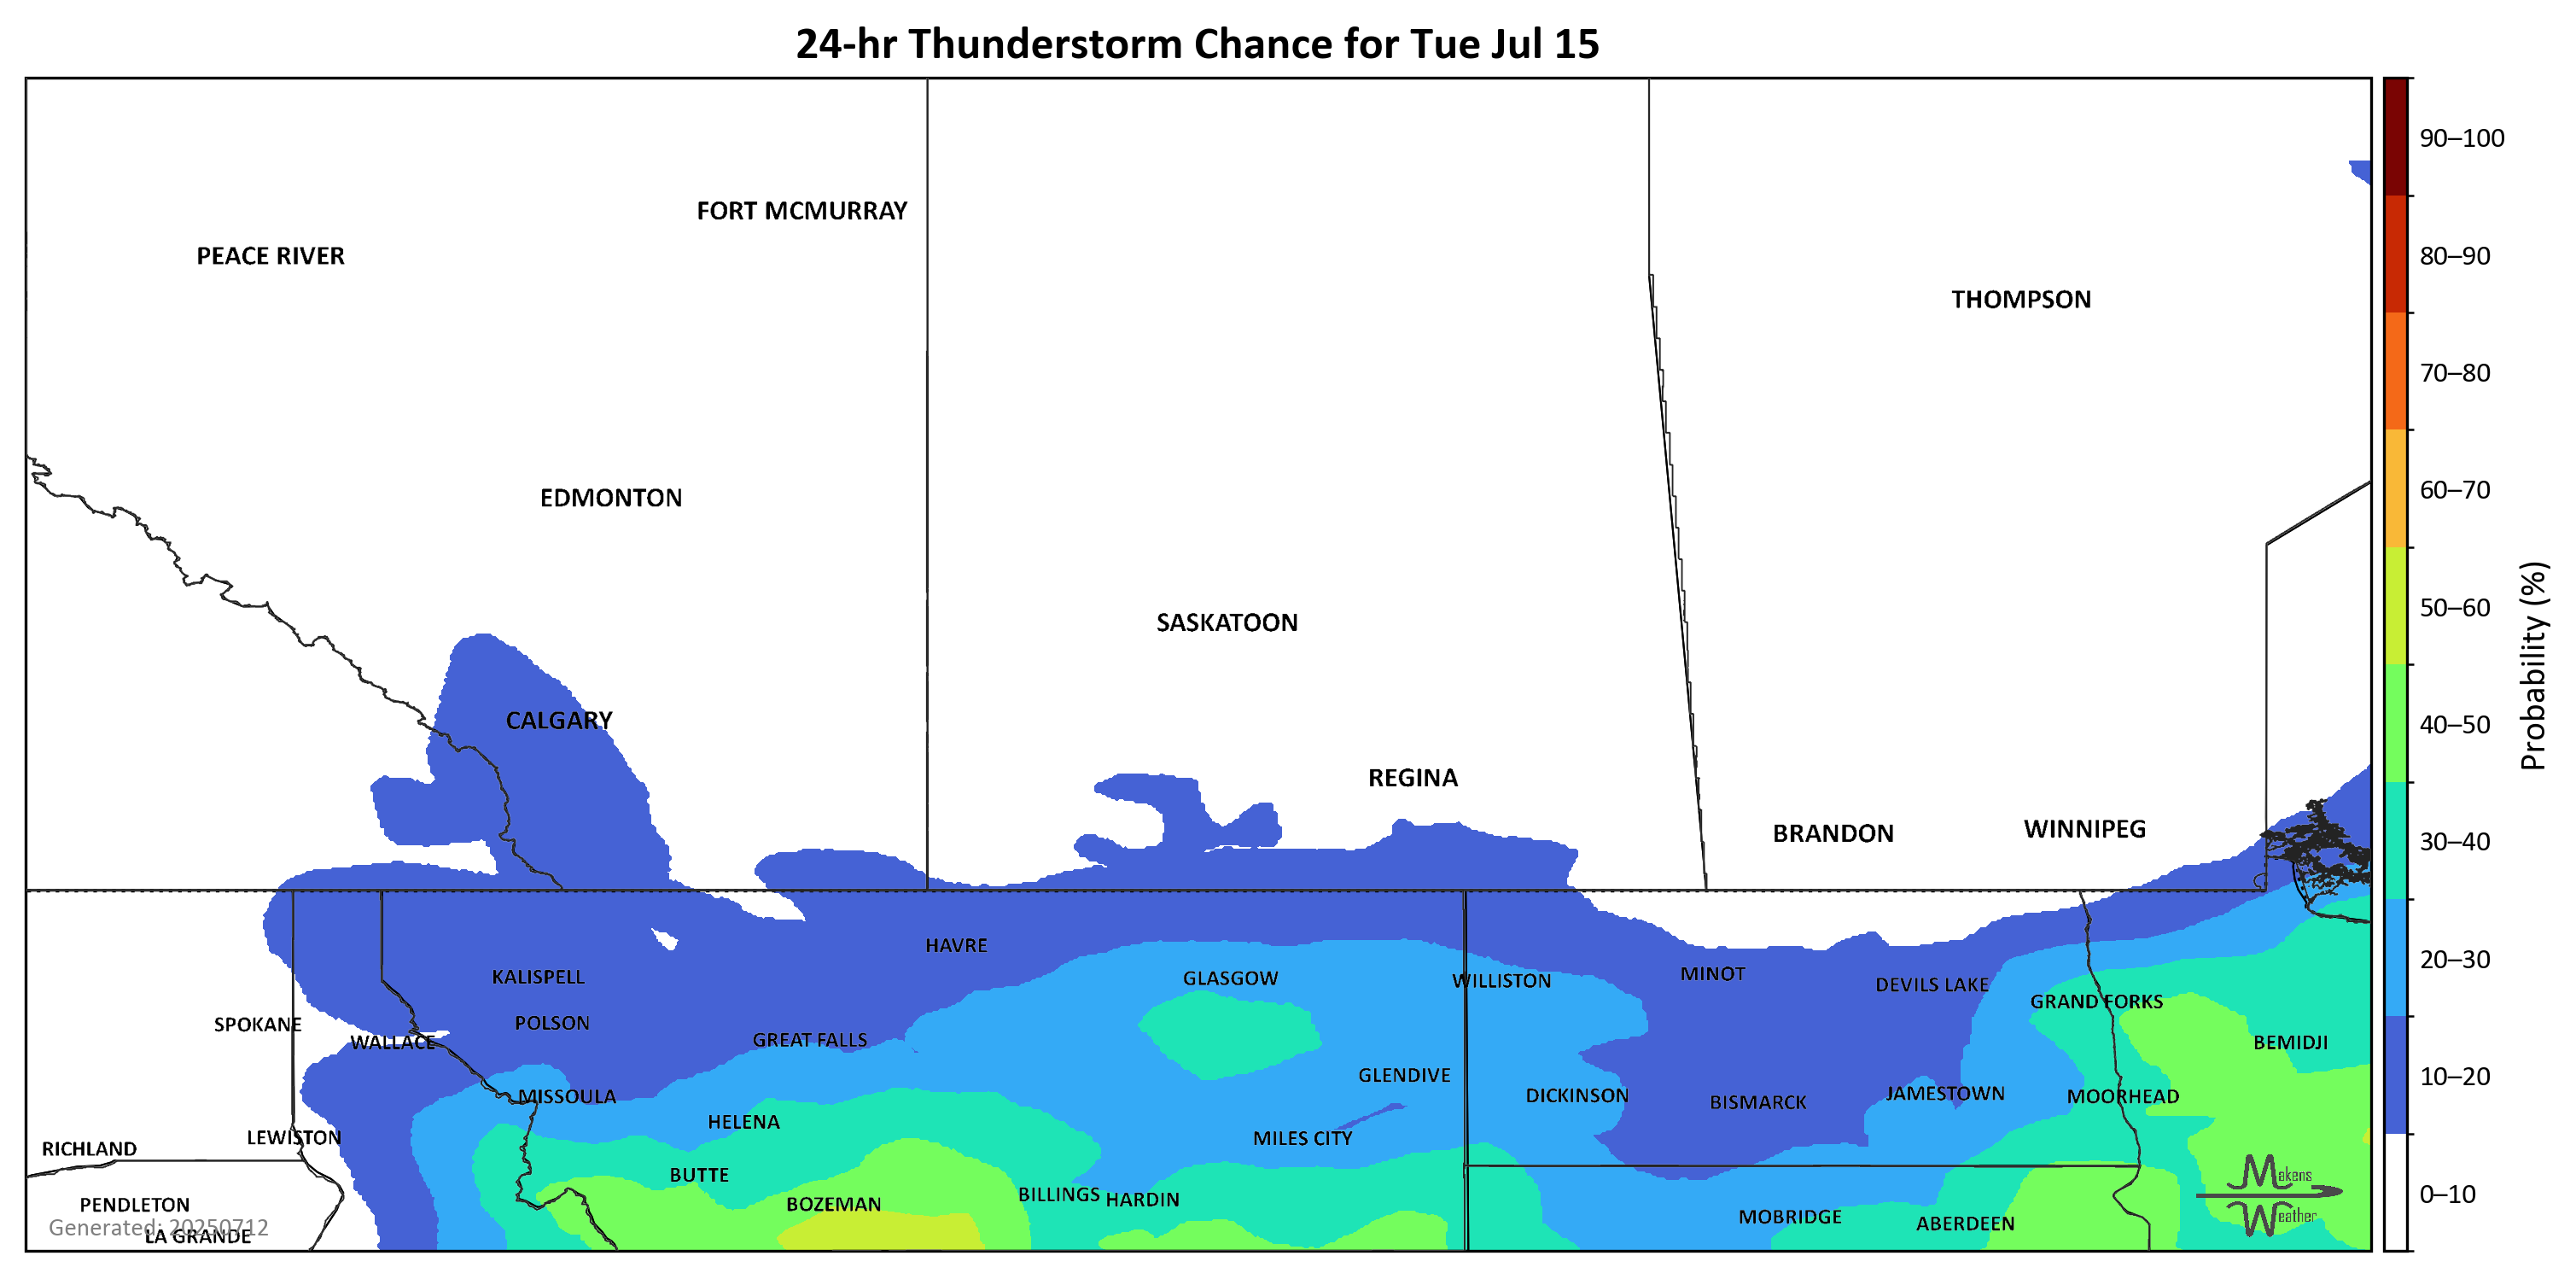 24-hr Thunderstorm Chance for Tue Jul 15
90–100
FORT MCMURRAY
PEACE RIVER
80–90
THOMPSON
70–80
EDMONTON
60–70
SASKATOON
50–60
Probability (%)
CALGARY
40–50
REGINA
BRANDON
WINNIPEG
30–40
HAVRE
20–30
KALISPELL
GLASGOW
WILLISTON
MINOT
DEVILS LAKE
GRAND FORKS
SPOKANE
POLSON
WALLACE
GREAT FALLS
BEMIDJI
GLENDIVE
10–20
MISSOULA
DICKINSON
BISMARCK
JAMESTOWN
MOORHEAD
HELENA
LEWISTON
MILES CITY
RICHLAND
BUTTE
Makens
Weather
BILLINGS
HARDIN
0–10
PENDLETON
BOZEMAN
MOBRIDGE
ABERDEEN
Generated: 20250712
LA GRANDE